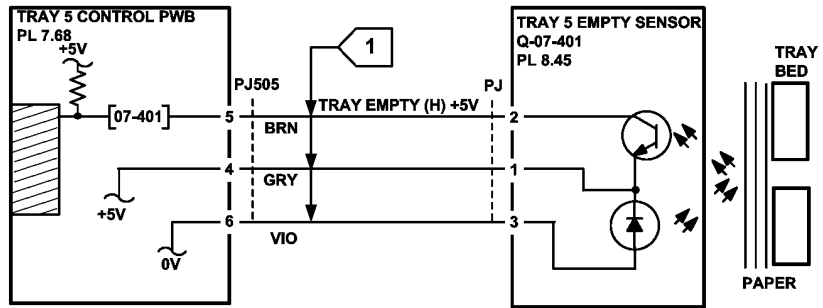 TRAY 5 CONTROL PWB
PL 7.68
+5V
PJ505
5
[07-401]
BRN
4
GRY
+5V
6
VIO
0V
1
TRAY EMPTY (H) +5V
PJ
2
1
3
TRAY 5 EMPTY SENSOR
Q-07-401
PL 8.45
TRAY
BED
PAPER